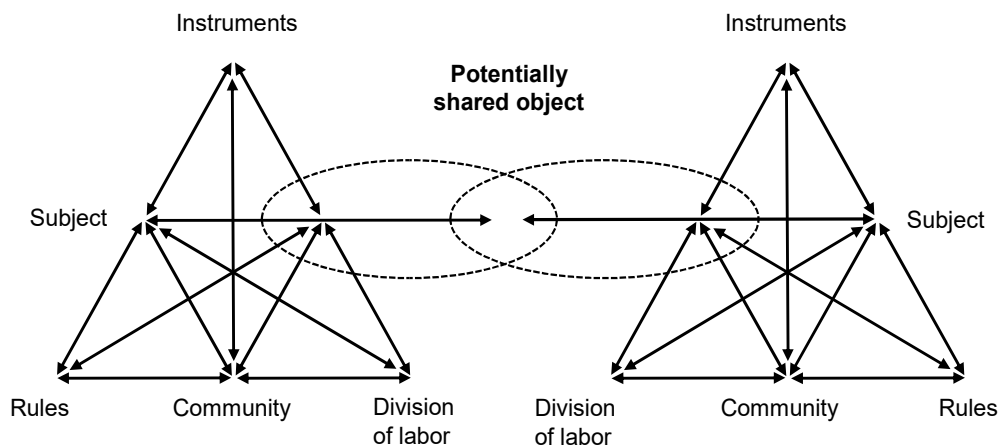 Instruments
Instruments
Potentially
shared object
Subject
Subject
Rules
Community
Division
of labor
Division
of labor
Community
Rules